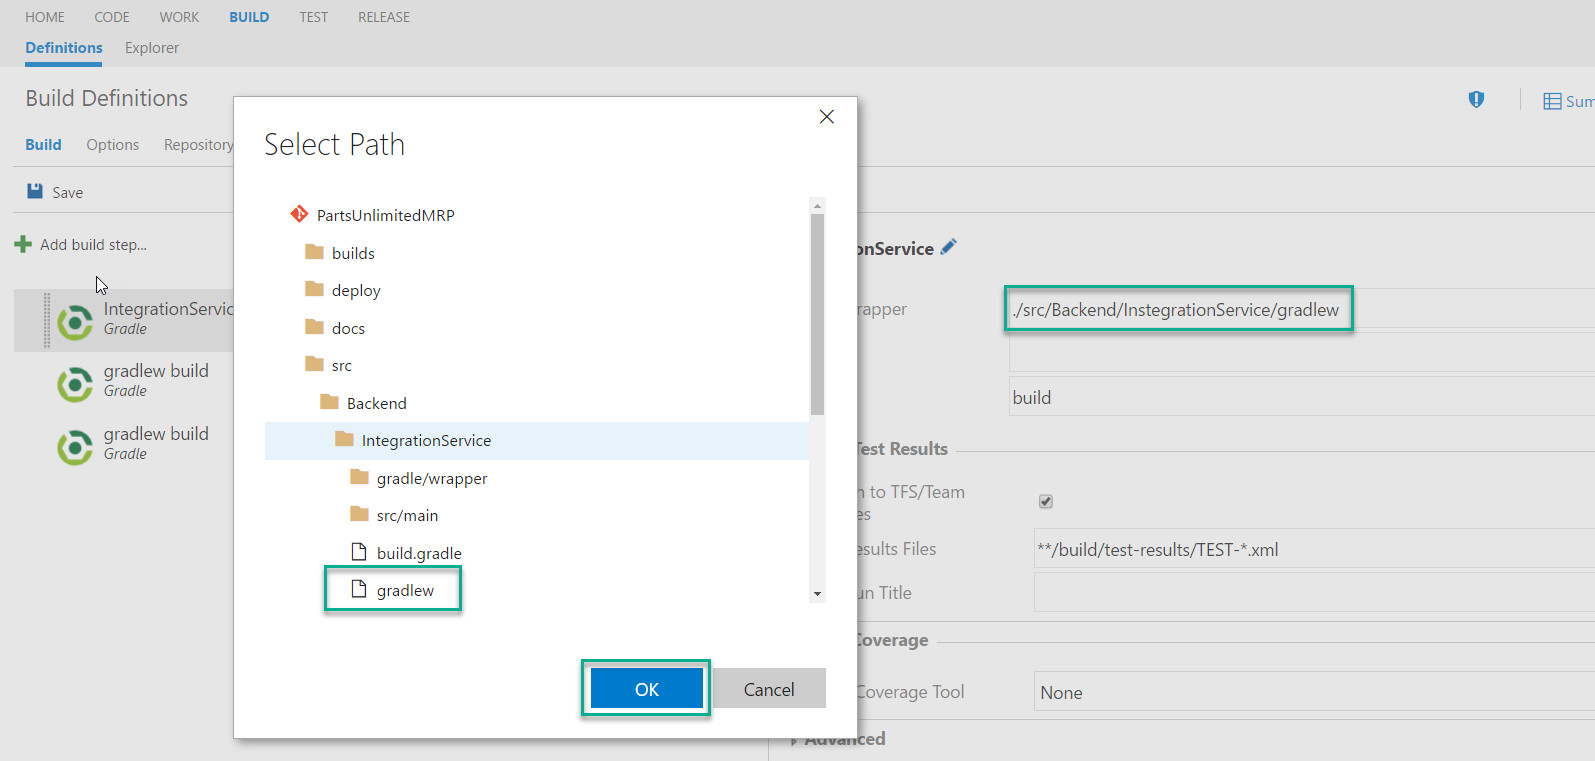 HOME CODE WORK BUILD TEST RELEASE
Definitions Explorer
Build Definitions
Sum
Build Options Repository
Save
Add build step...
IntegrationServic
Gradle
gradlew build
Gradle
gradlew build
Gradle
Select Path
PartsUnlimitedMRP
builds
deploy
docs
src
Backend
IntegrationService
gradle/wrapper
src/main
build.gradle
gradlew
OK Cancel
onService
rapper ./src/Backend/InstegrationService/gradlew
build
Test Results
n to TFS/Team
es
esults Files **/build/test-results/TEST-*.xml
un Title
Coverage
Coverage Tool None
Advanced